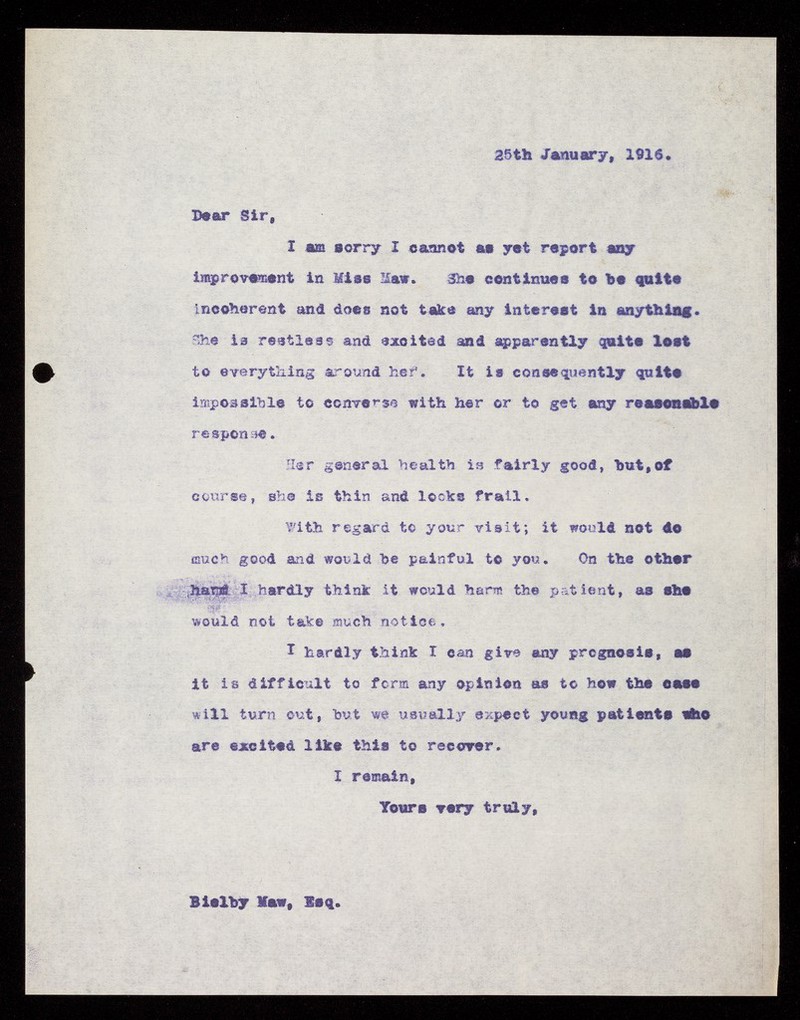 25th January, 1916.
Dear Sir,
I am sorry I cannot as yet report any
improvement in Miss Maw. She continues to be quite
incoherent and does not take any interest in anything.
She is restless and excited and apparently quite lost
to everything around her. It is consequently quite
impossible to converse with her or to get any reasonable
response.
Her general health is fairly good, but,of
course, she is thin and looks frail.
With regard to your visit; it would not do
much good and would be painful to you. On the other
hand I hardly think it would harm the patient, as she
would not take much notice.
I hardly think I can give any prognosis, as
it is difficult to form any opinion as to how the case
will turn out, but we usually expect young patients who
are excited like this to recover.
I remain,
Yours very truly,
Bielby Maw, Esq.